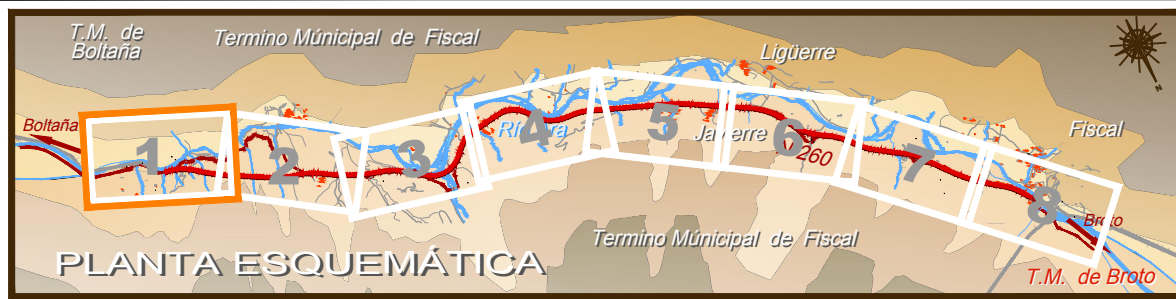 T.M. de
Boltaña
Termino Múnicipal de Fiscal
Ligüerre
Boltaña
1
2
3
4
5
Javierre
6
260
7
Fiscal
8
Broto
Termino Múnicipal de Fiscal
PLANTA ESQUEMÁTICA
T.M. de Broto
N